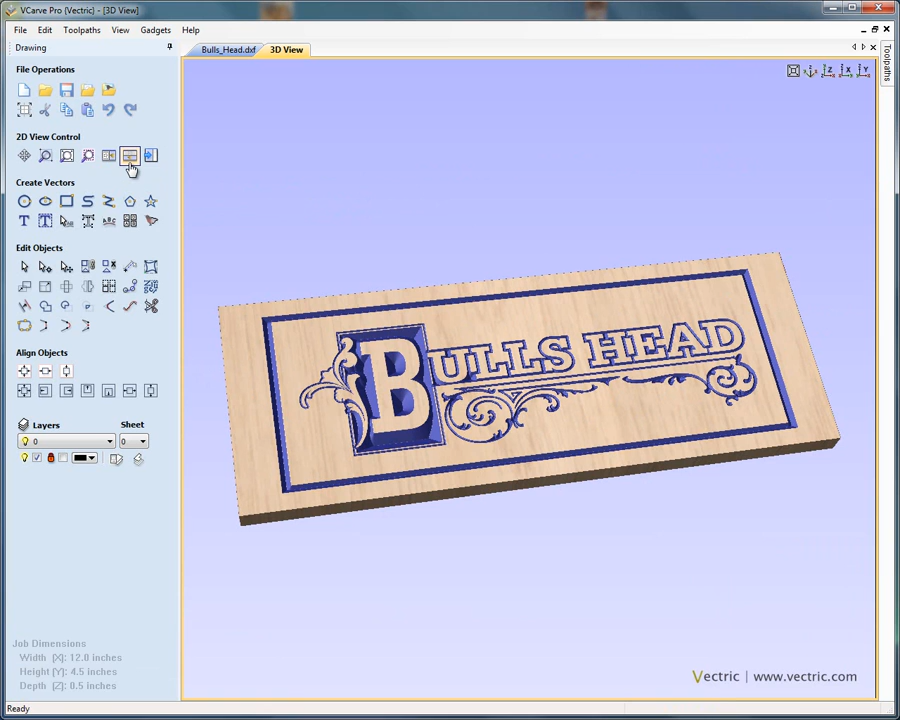 VCarve Pro (Vectric) - [3D View]
File Edit Toolpaths View Gadgets Help
Drawing
Bulls_Head.dxf
3D View
File Operations
2D View Control
Create Vectors
Edit Objects
Align Objects
Layers
Sheet
0
0
Job Dimensions
Width (X): 12.0 inches
Height (Y): 4.5 inches
Depth (Z): 0.5 inches
Ready
Z X Y
Toolpaths
BULLS HEAD
Vectric | www.vectric.com